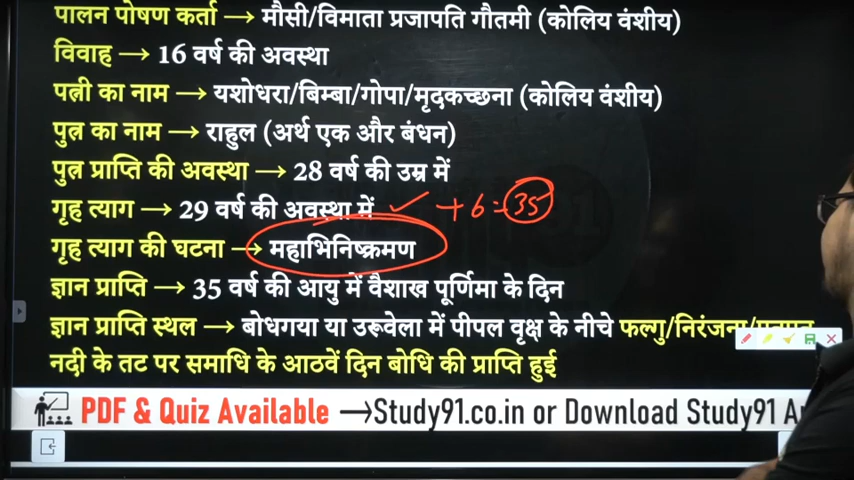 पालन पोषण कर्ता → मौसी/विमाता प्रजापति गौतमी (कोलिय वंशीय)
विवाह → 16 वर्ष की अवस्था
पत्नी का नाम → यशोधरा/बिम्बा/गोपा/मृदकच्छना (कोलिय वंशीय)
पुत्र का नाम → राहुल (अर्थ एक और बंधन)
पुत्र प्राप्ति की अवस्था → 28 वर्ष की उम्र में
गृह त्याग → 29 वर्ष की अवस्था में ✓ +6=35
गृह त्याग की घटना → महाभिनिष्क्रमण
ज्ञान प्राप्ति → 35 वर्ष की आयु में वैशाख पूर्णिमा के दिन
ज्ञान प्राप्ति स्थल → बोधगया या उरूवेला में पीपल वृक्ष के नीचे फल्गु/निरंजना/
नदी के तट पर समाधि के आठवें दिन बोधि की प्राप्ति हुई
PDF & Quiz Available →Study91.co.in or Download Study91